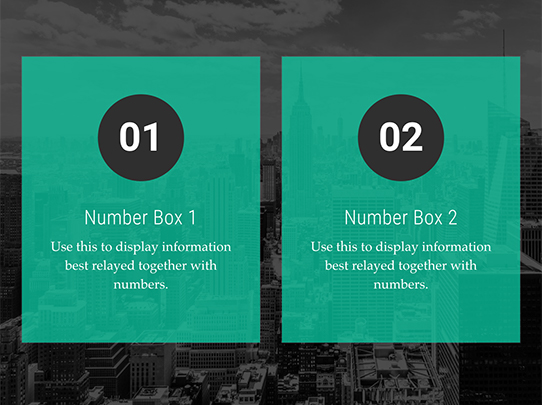 01
Number Box 1
Use this to display information
best relayed together with
numbers.
02
Number Box 2
Use this to display information
best relayed together with
numbers.